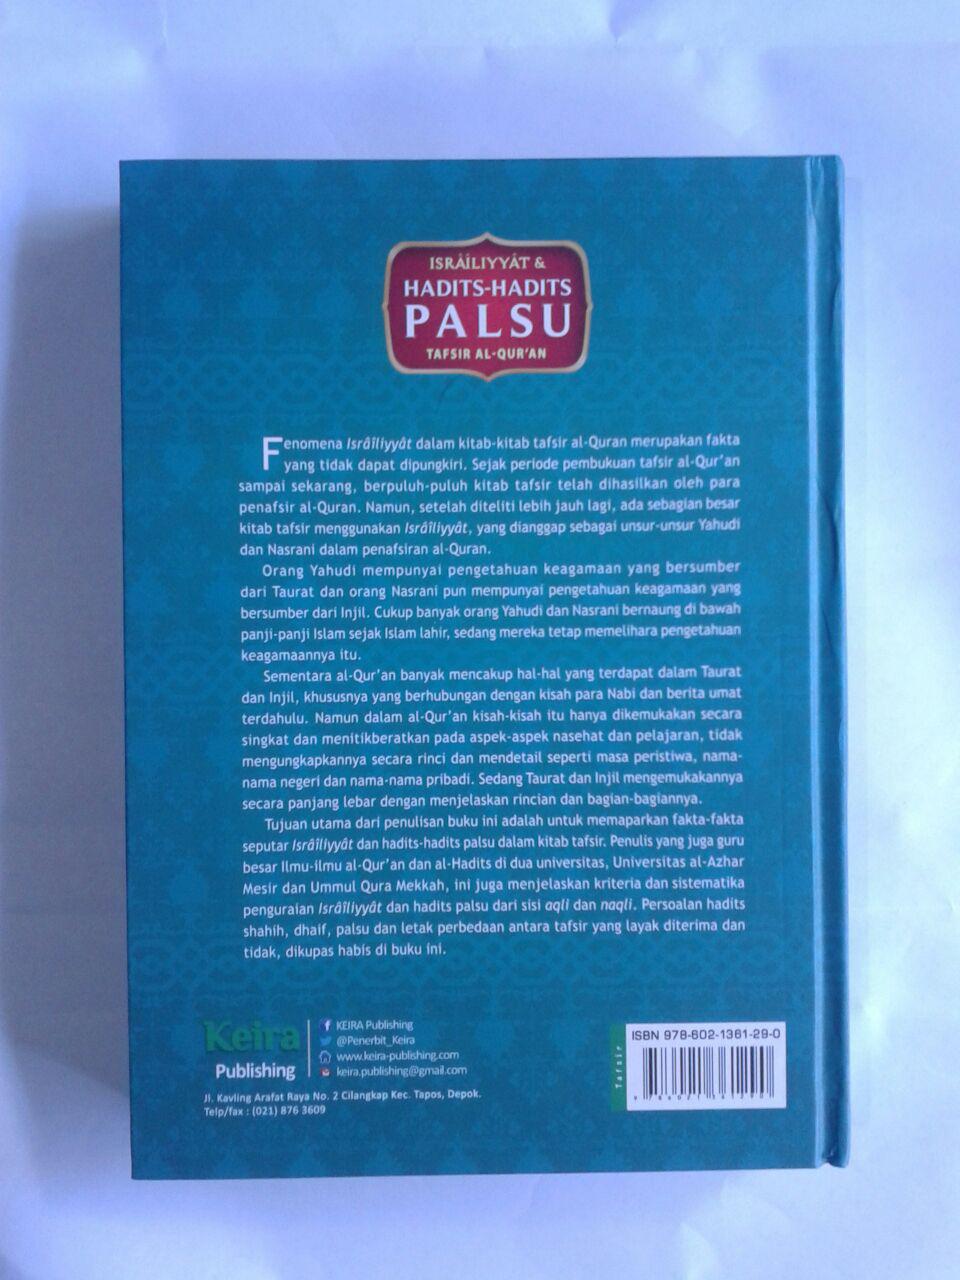 ISRÂÎLIYYÂT &
HADITS-HADITS
PALSU
TAFSIR AL-QUR'AN
Fenomena Isrâîliyyât dalam kitab-kitab tafsir al-Quran merupakan fakta
yang tidak dapat dipungkiri. Sejak periode pembukuan tafsir al-Qur'an
sampai sekarang, berpuluh-puluh kitab tafsir telah dihasilkan oleh para
penafsir al-Quran. Namun, setelah diteliti lebih jauh lagi, ada sebagian besar
kitab tafsir menggunakan Isrâîliyyât, yang dianggap sebagai unsur-unsur Yahudi
dan Nasrani dalam penafsiran al-Quran.
Orang Yahudi mempunyai pengetahuan keagamaan yang bersumber
dari Taurat dan orang Nasrani pun mempunyai pengetahuan keagamaan yang
bersumber dari Injil. Cukup banyak orang Yahudi dan Nasrani bernaung di bawah
panji-panji Islam sejak Islam lahir, sedang mereka tetap memelihara pengetahuan
keagamaannya itu.
Sementara al-Qur'an banyak mencakup hal-hal yang terdapat dalam Taurat
dan Injil, khususnya yang berhubungan dengan kisah para Nabi dan berita umat
terdahulu. Namun dalam al-Qur'an kisah-kisah itu hanya dikemukakan secara
singkat dan menitikberatkan pada aspek-aspek nasehat dan pelajaran, tidak
mengungkapkannya secara rinci dan mendetail seperti masa peristiwa, nama-
nama negeri dan nama-nama pribadi. Sedang Taurat dan Injil mengemukakannya
secara panjang lebar dengan menjelaskan rincian dan bagian-bagiannya.
Tujuan utama dari penulisan buku ini adalah untuk memaparkan fakta-fakta
seputar Isrâîliyyât dan hadits-hadits palsu dalam kitab tafsir. Penulis yang juga guru
besar Ilmu-ilmu al-Qur'an dan al-Hadits di dua universitas, Universitas al-Azhar
Mesir dan Ummul Qura Mekkah, ini juga menjelaskan kriteria dan sistematika
penguraian Isrâîliyyât dan hadits palsu dari sisi aqli dan naqli. Persoalan hadits
shahih, dhaif, palsu dan letak perbedaan antara tafsir yang layak diterima dan
tidak, dikupas habis di buku ini.
Keira
Publishing
KEIRA Publishing
@Penerbit_Keira
www.keira-publishing.com
keira.publishing@gmail.com
Jl. Kavling Arafat Raya No. 2 Cilangkap Kec. Tapos, Depok.
Telp/fax : (021) 876 3609
Tafsir
ISBN 978-602-1361-29-0